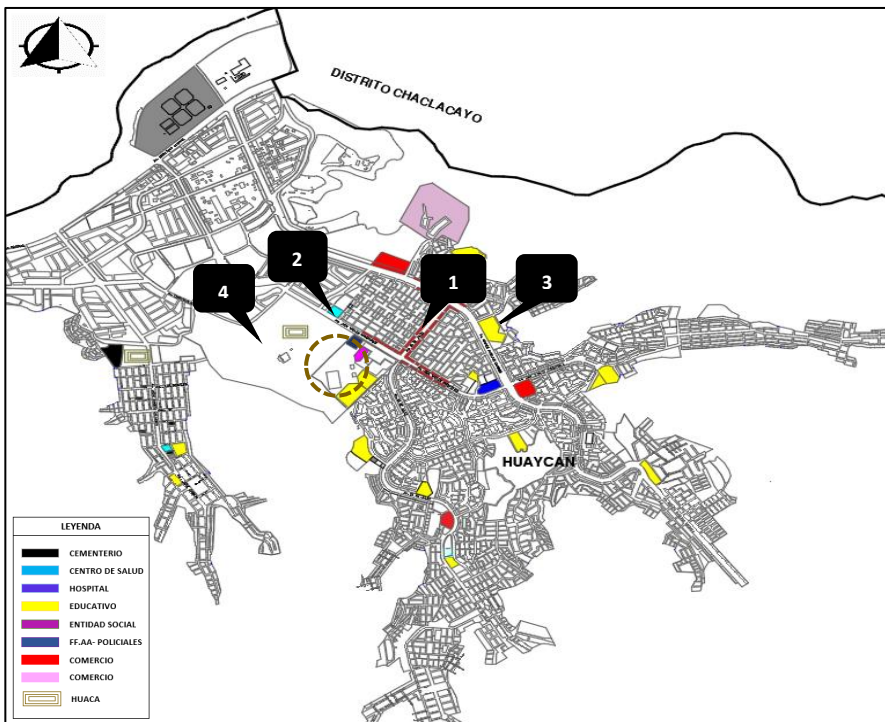 DISTRITO CHACLACAYO
2
1
3
4
HUAYCAN
LEYENDA
CEMENTERIO
CENTRO DE SALUD
HOSPITAL
EDUCATIVO
ENTIDAD SOCIAL
FF.AA- POLICIALES
COMERCIO
COMERCIO
HUACA